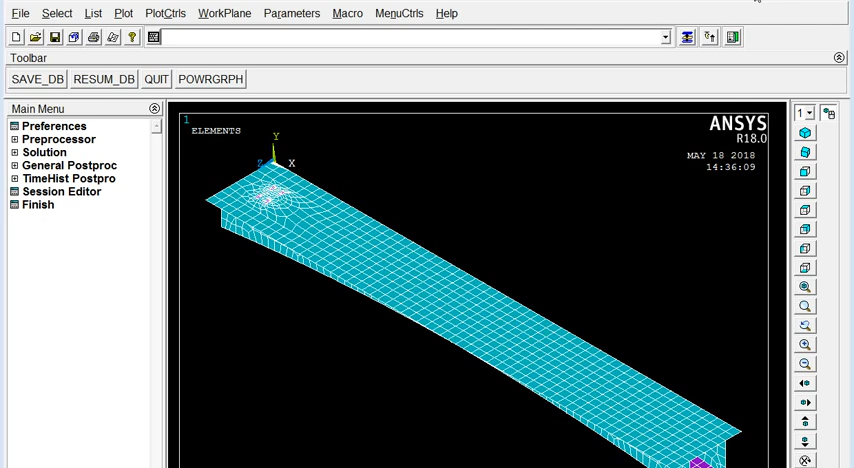 File Select List Plot PlotCtrls WorkPlane Parameters Macro MenuCtrls Help
Toolbar
SAVE_DB RESUM_DB QUIT POWRGRPH
Main Menu
Preferences
Preprocessor
Solution
General Postproc
TimeHist Postpro
Session Editor
Finish
1
ELEMENTS
ANSYS
R18.0
MAY 18 2018
14:36:09
Y
Z X
1